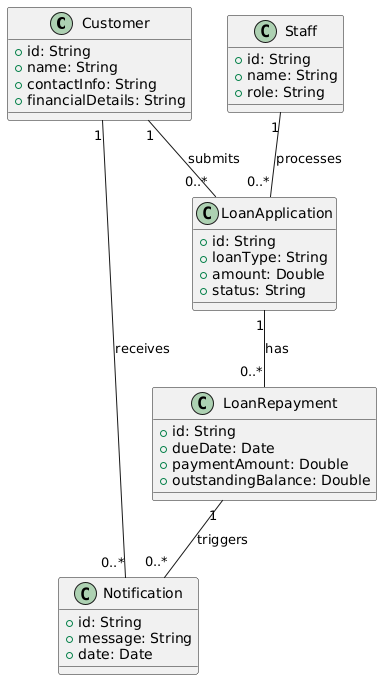 C Customer
id: String
name: String
contactInfo: String
financialDetails: String
C Staff
id: String
name: String
role: String
1
1
1
submits
processes
0..*
0..*
C LoanApplication
id: String
loanType: String
amount: Double
status: String
1
receives
has
0..*
C LoanRepayment
id: String
dueDate: Date
paymentAmount: Double
outstandingBalance: Double
1
triggers
0..*
0..*
C Notification
id: String
message: String
date: Date